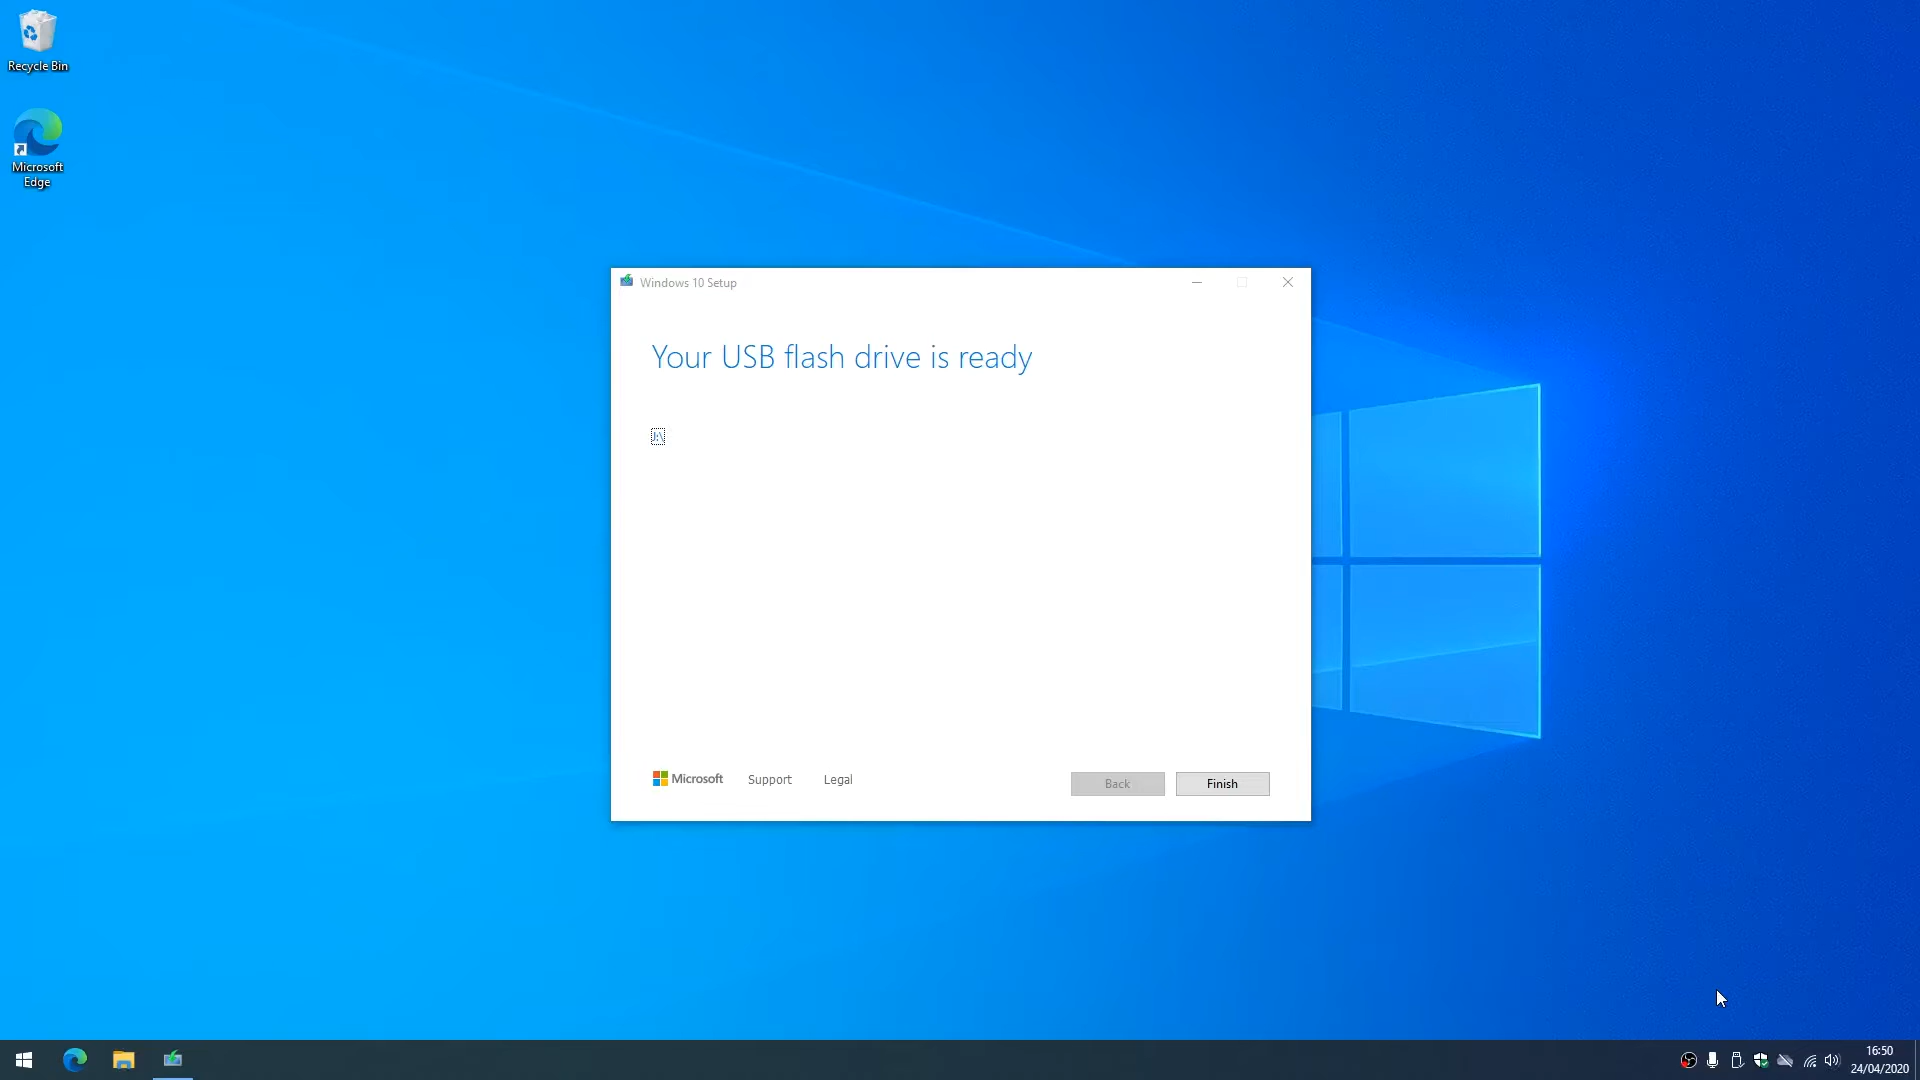 Recycle Bin
Microsoft
Edge
Windows 10 Setup
Your USB flash drive is ready
Microsoft
Support
Legal
Back
Finish
16:50
24/04/2020